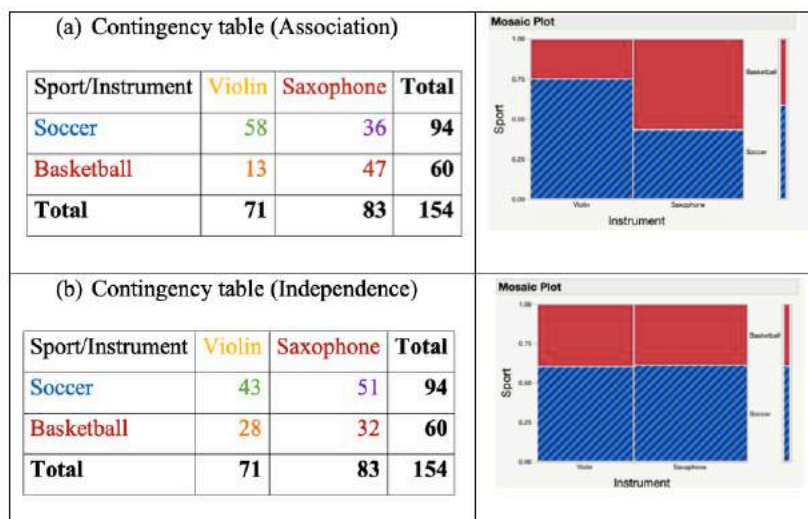 (a) Contingency table (Association)
Sport/Instrument Violin Saxophone Total
Soccer 58 36 94
Basketball 13 47 60
Total 71 83 154
Mosaic Plot
1.00
0.75
0.50
0.25
0.00
Sport
Basketball
Soccer
Violin Saxophone
Instrument
(b) Contingency table (Independence)
Sport/Instrument Violin Saxophone Total
Soccer 43 51 94
Basketball 28 32 60
Total 71 83 154
Mosaic Plot
1.00
0.75
0.50
0.25
0.00
Sport
Basketball
Soccer
Violin Saxophone
Instrument